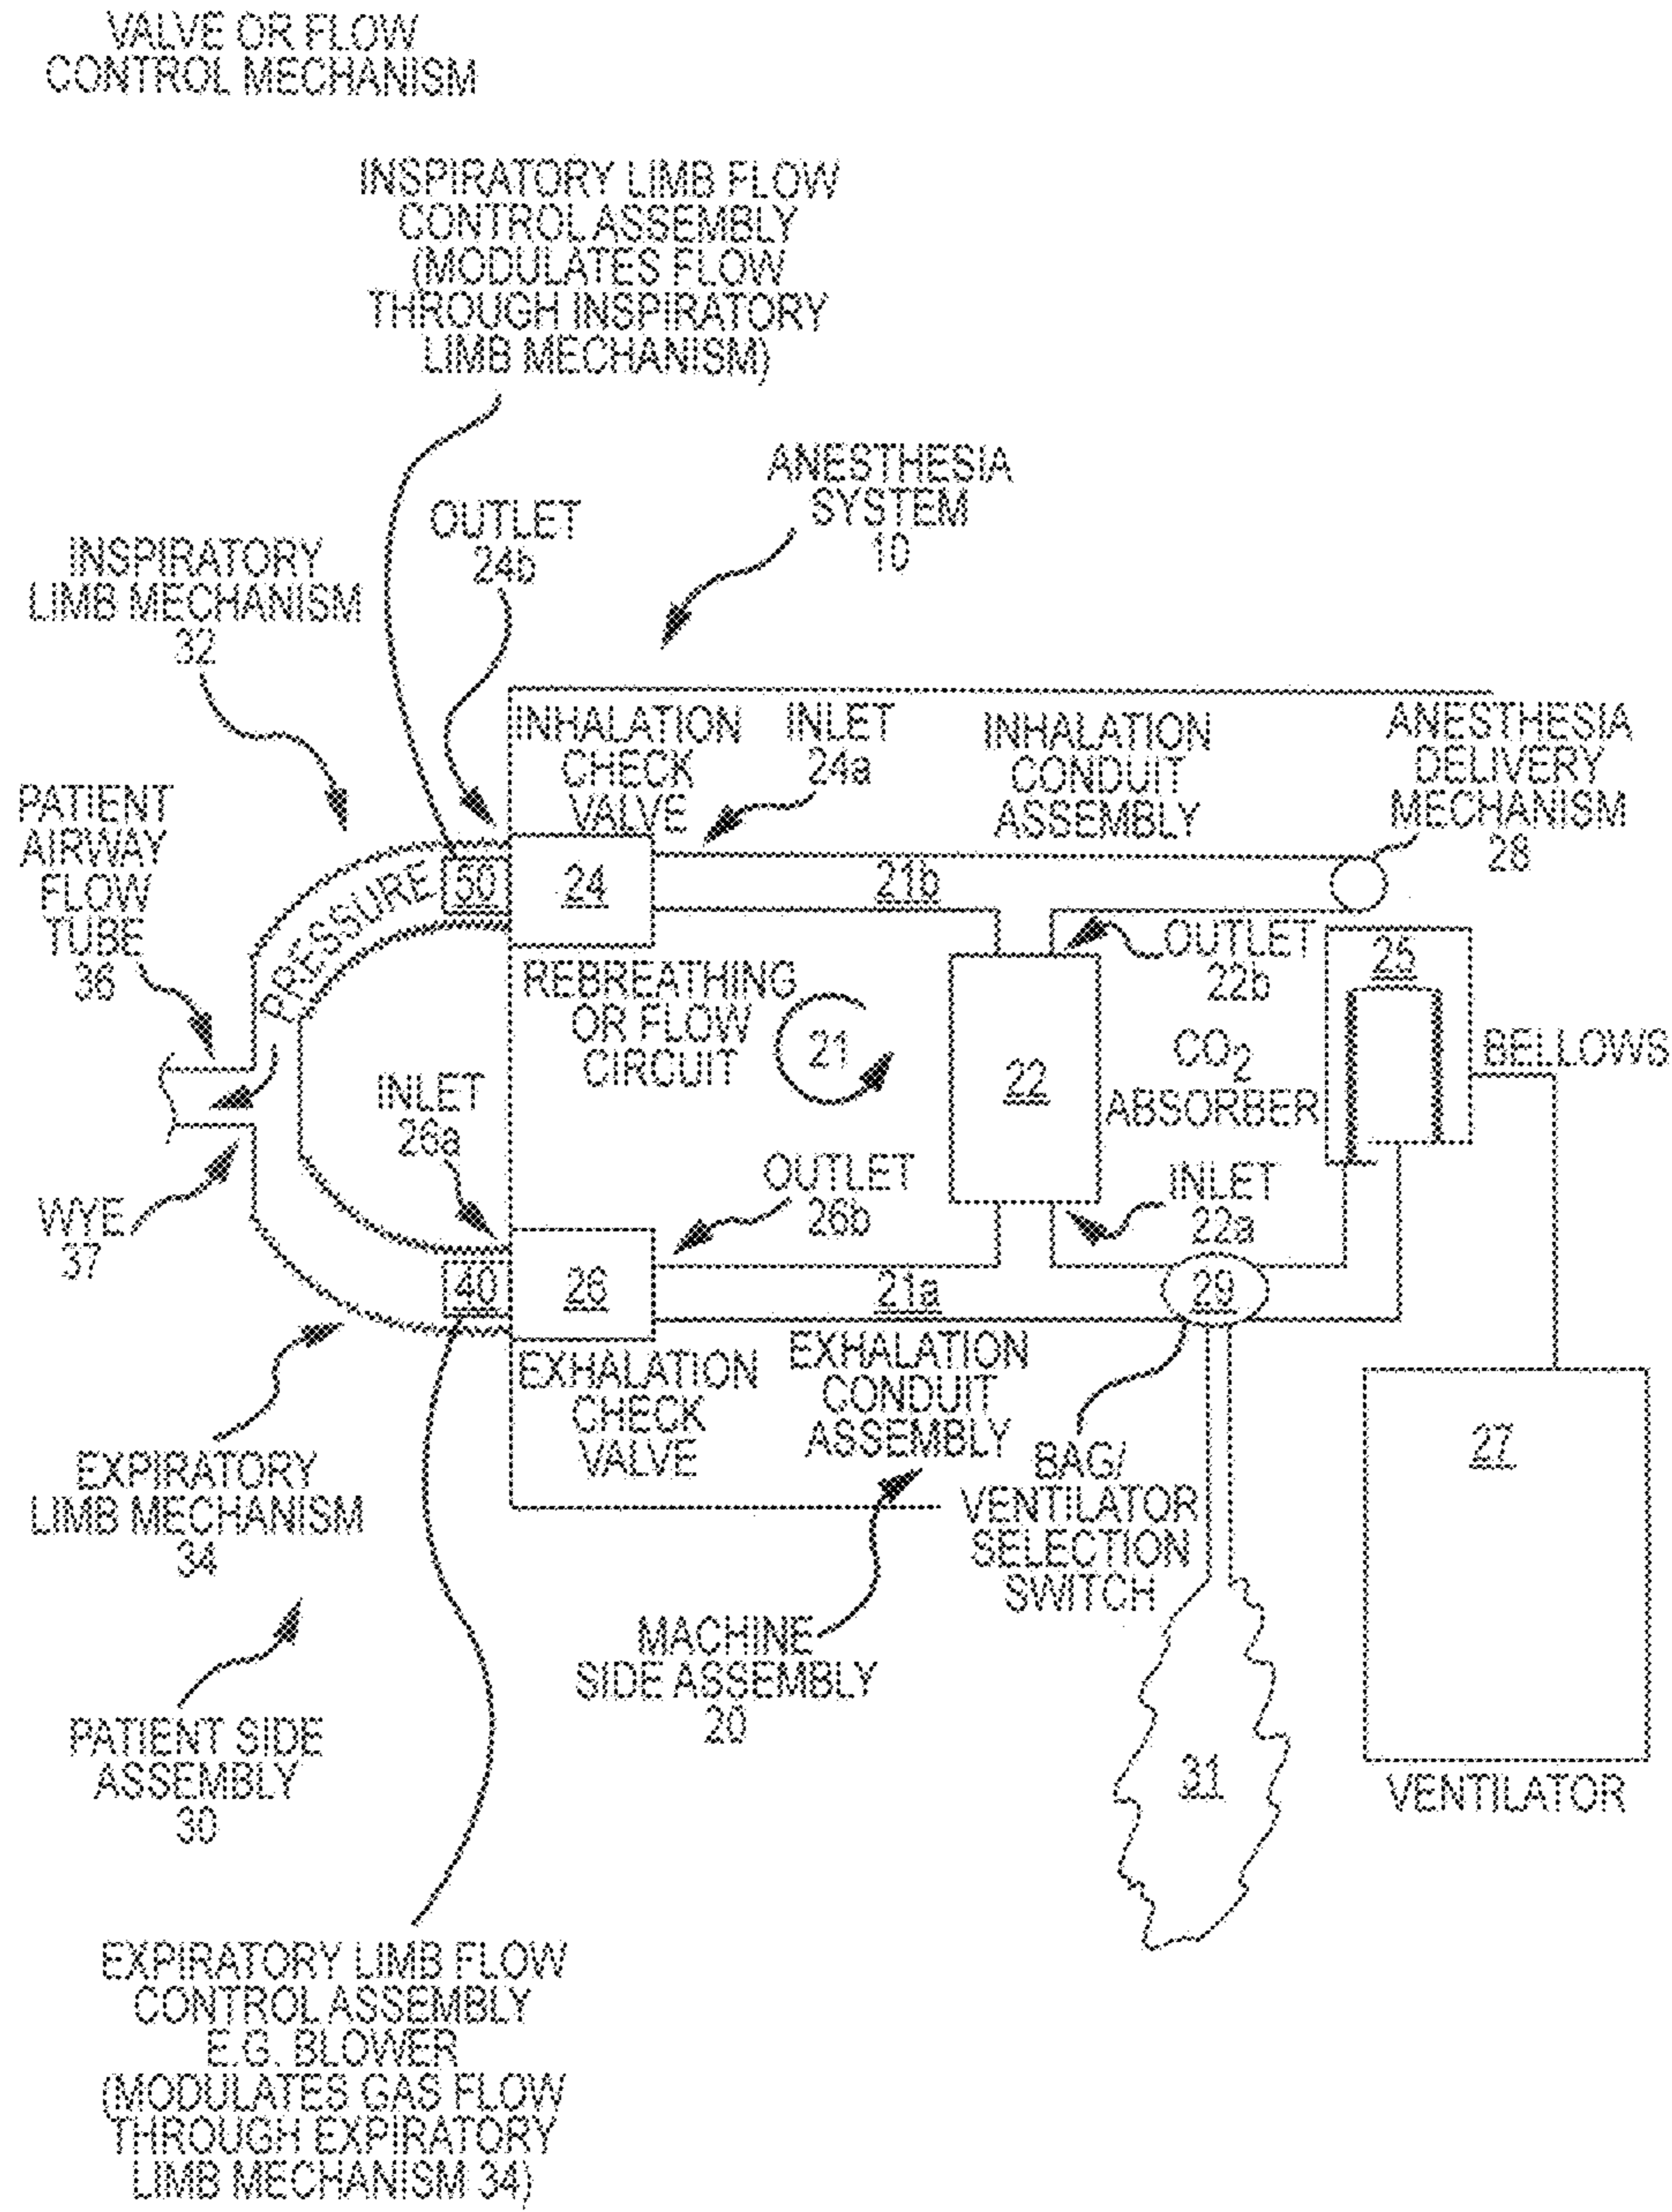 VALVE OR FLOW
CONTROL MECHANISM
INSPIRATORY LIMB FLOW
CONTROL ASSEMBLY
(MODULATES FLOW
THROUGH INSPIRATORY
LIMB MECHANISM)
ANESTHESIA
SYSTEM
10
OUTLET
24b
INSPIRATORY
LIMB MECHANISM
32
INHALATION
CHECK
VALVE
INLET
24a
INHALATION
CONDUIT
ASSEMBLY
ANESTHESIA
DELIVERY
MECHANISM
28
PATIENT
AIRWAY
FLOW
TUBE
36
PRESSURE
50
24
21b
OUTLET
22b
25
REBREATHING
OR FLOW
CIRCUIT
21
22
CO2
ABSORBER
BELLOWS
INLET
26a
OUTLET
26b
INLET
22a
WYE
37
40
26
21a
29
EXHALATION
CHECK
VALVE
EXHALATION
CONDUIT
ASSEMBLY
BAG/
VENTILATOR
SELECTION
SWITCH
27
EXPIRATORY
LIMB MECHANISM
34
MACHINE
SIDE ASSEMBLY
20
PATIENT SIDE
ASSEMBLY
30
31
VENTILATOR
EXPIRATORY LIMB FLOW
CONTROL ASSEMBLY
E.G. BLOWER
(MODULATES GAS FLOW
THROUGH EXPIRATORY
LIMB MECHANISM 34)